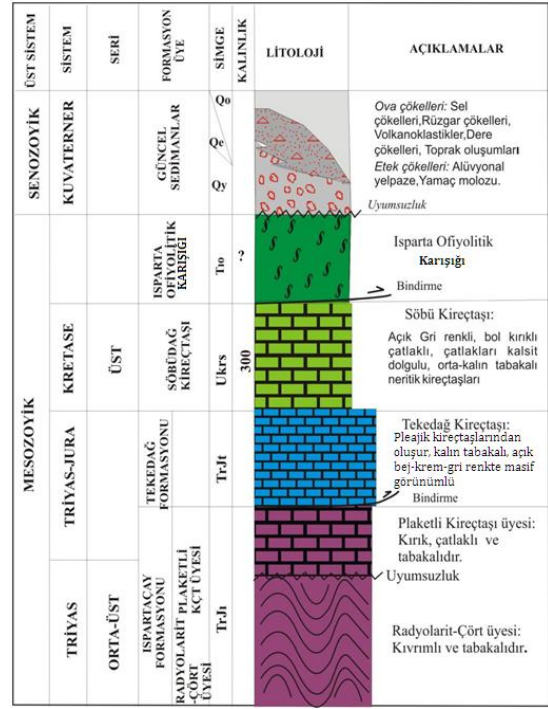 ÜST SİSTEM
SİSTEM
SERİ
FORMASYON
ÜYE
SİMGE
KALINLIK
LİTOLOJİ
AÇIKLAMALAR
SENOZOYİK
KUVATERNER
GÜNCEL
SEDİMANLAR
Qo
Qe
Qy
Ova çökelleri: Sel
çökelleri,Rüzgar çökelleri,
Volkanoklastikler,Dere
çökelleri, Toprak oluşumları
Etek çökelleri: Alüvyonal
yelpaze,Yamaç molozu.
Uyumsuzluk
MESOZOYİK
ISPARTA
OFİYOLİTİK
KARIŞIĞI
Tıo
?
Isparta Ofiyolitik
Karışığı
Bindirme
KRETASE
ÜST
SÖBÜDAĞ
KİREÇTAŞI
Ukrs
300
Söbü Kireçtaşı:
Açık Gri renkli, bol kırıklı
çatlaklı, çatlakları kalsit
dolgulu, orta-kalın tabakalı
neritik kireçtaşları
TRİYAS-JURA
TEKEDAĞ
FORMASYONU
TrJt
Tekedağ Kireçtaşı:
Pleajik kireçtaşlarından
oluşur, kalın tabakalı, açık
bej-krem-gri renkte masif
görünümlü
Bindirme
TRİYAS
ORTA-ÜST
ISPARTAÇAY
FORMASYONU
RADYOLARİT
-ÇÖRT
ÜYESİ
PLAKETLİ
KÇT ÜYESİ
TrJı
Plaketli Kireçtaşı üyesi:
Kırık, çatlaklı ve
tabakalıdır.
Uyumsuzluk
Radyolarit-Çört üyesi:
Kıvrımlı ve tabakalıdır.